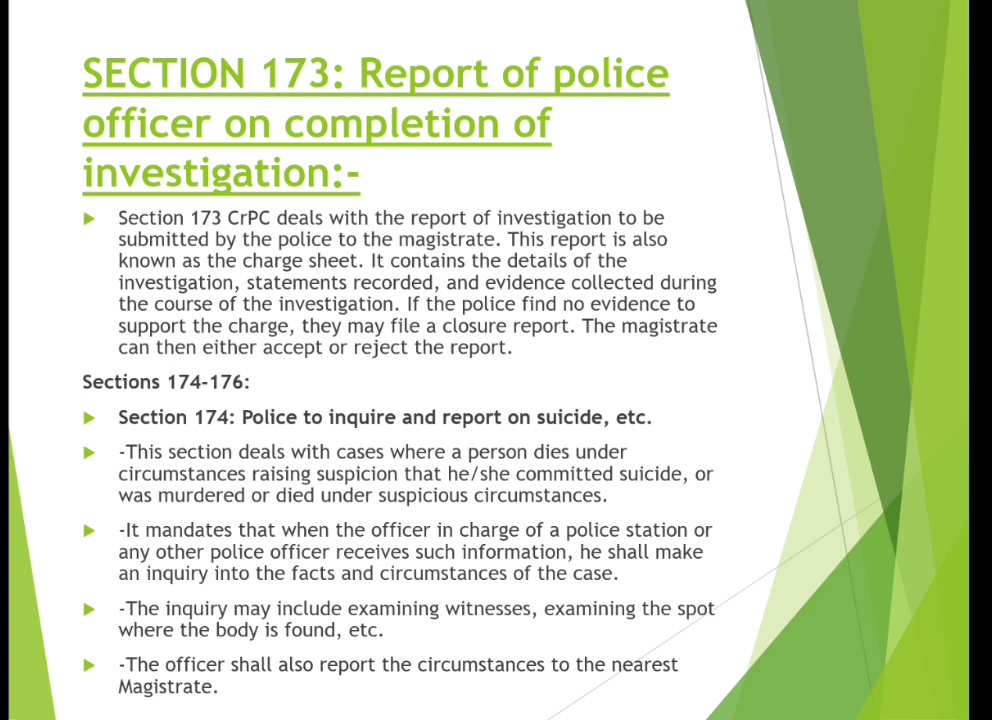 SECTION 173: Report of police
officer on completion of
investigation:-
Section 173 CrPC deals with the report of investigation to be
submitted by the police to the magistrate. This report is also
known as the charge sheet. It contains the details of the
investigation, statements recorded, and evidence collected during
the course of the investigation. If the police find no evidence to
support the charge, they may file a closure report. The magistrate
can then either accept or reject the report.
Sections 174-176:
Section 174: Police to inquire and report on suicide, etc.
-This section deals with cases where a person dies under
circumstances raising suspicion that he/she committed suicide, or
was murdered or died under suspicious circumstances.
-It mandates that when the officer in charge of a police station or
any other police officer receives such information, he shall make
an inquiry into the facts and circumstances of the case.
-The inquiry may include examining witnesses, examining the spot
where the body is found, etc.
-The officer shall also report the circumstances to the nearest
Magistrate.